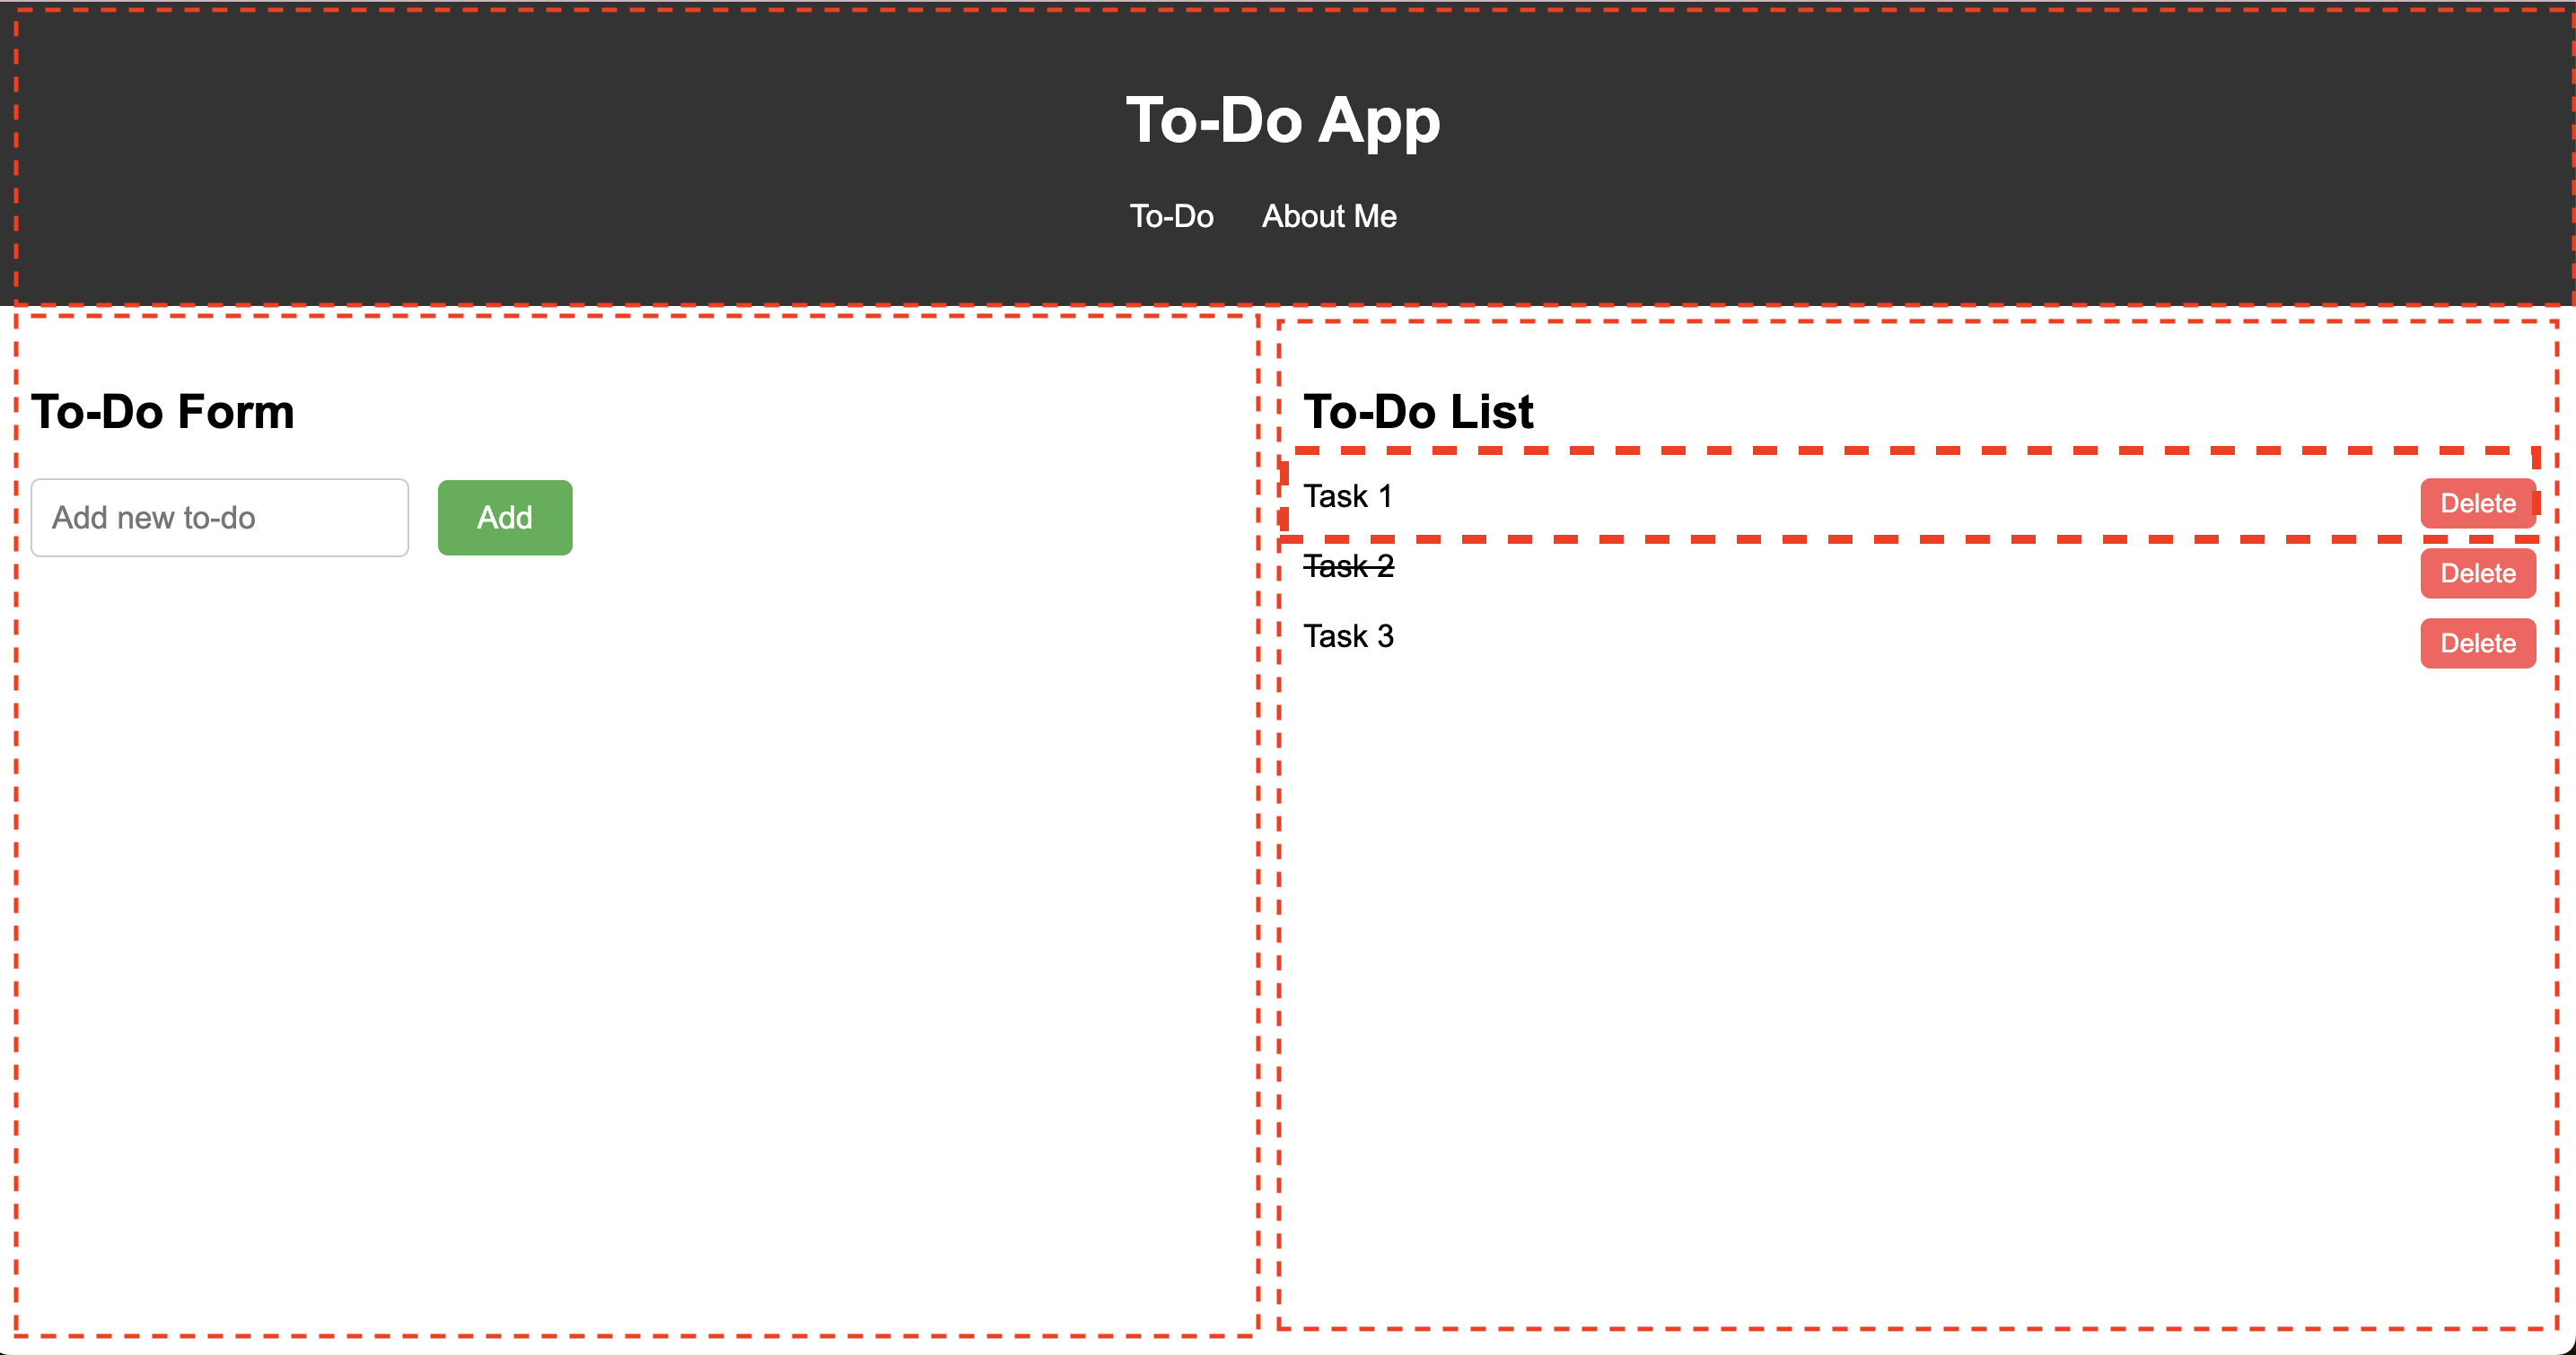 To-Do App
To-Do About Me
To-Do Form
Add new to-do Add
To-Do List
Task 1 Delete
Task 2 Delete
Task 3 Delete